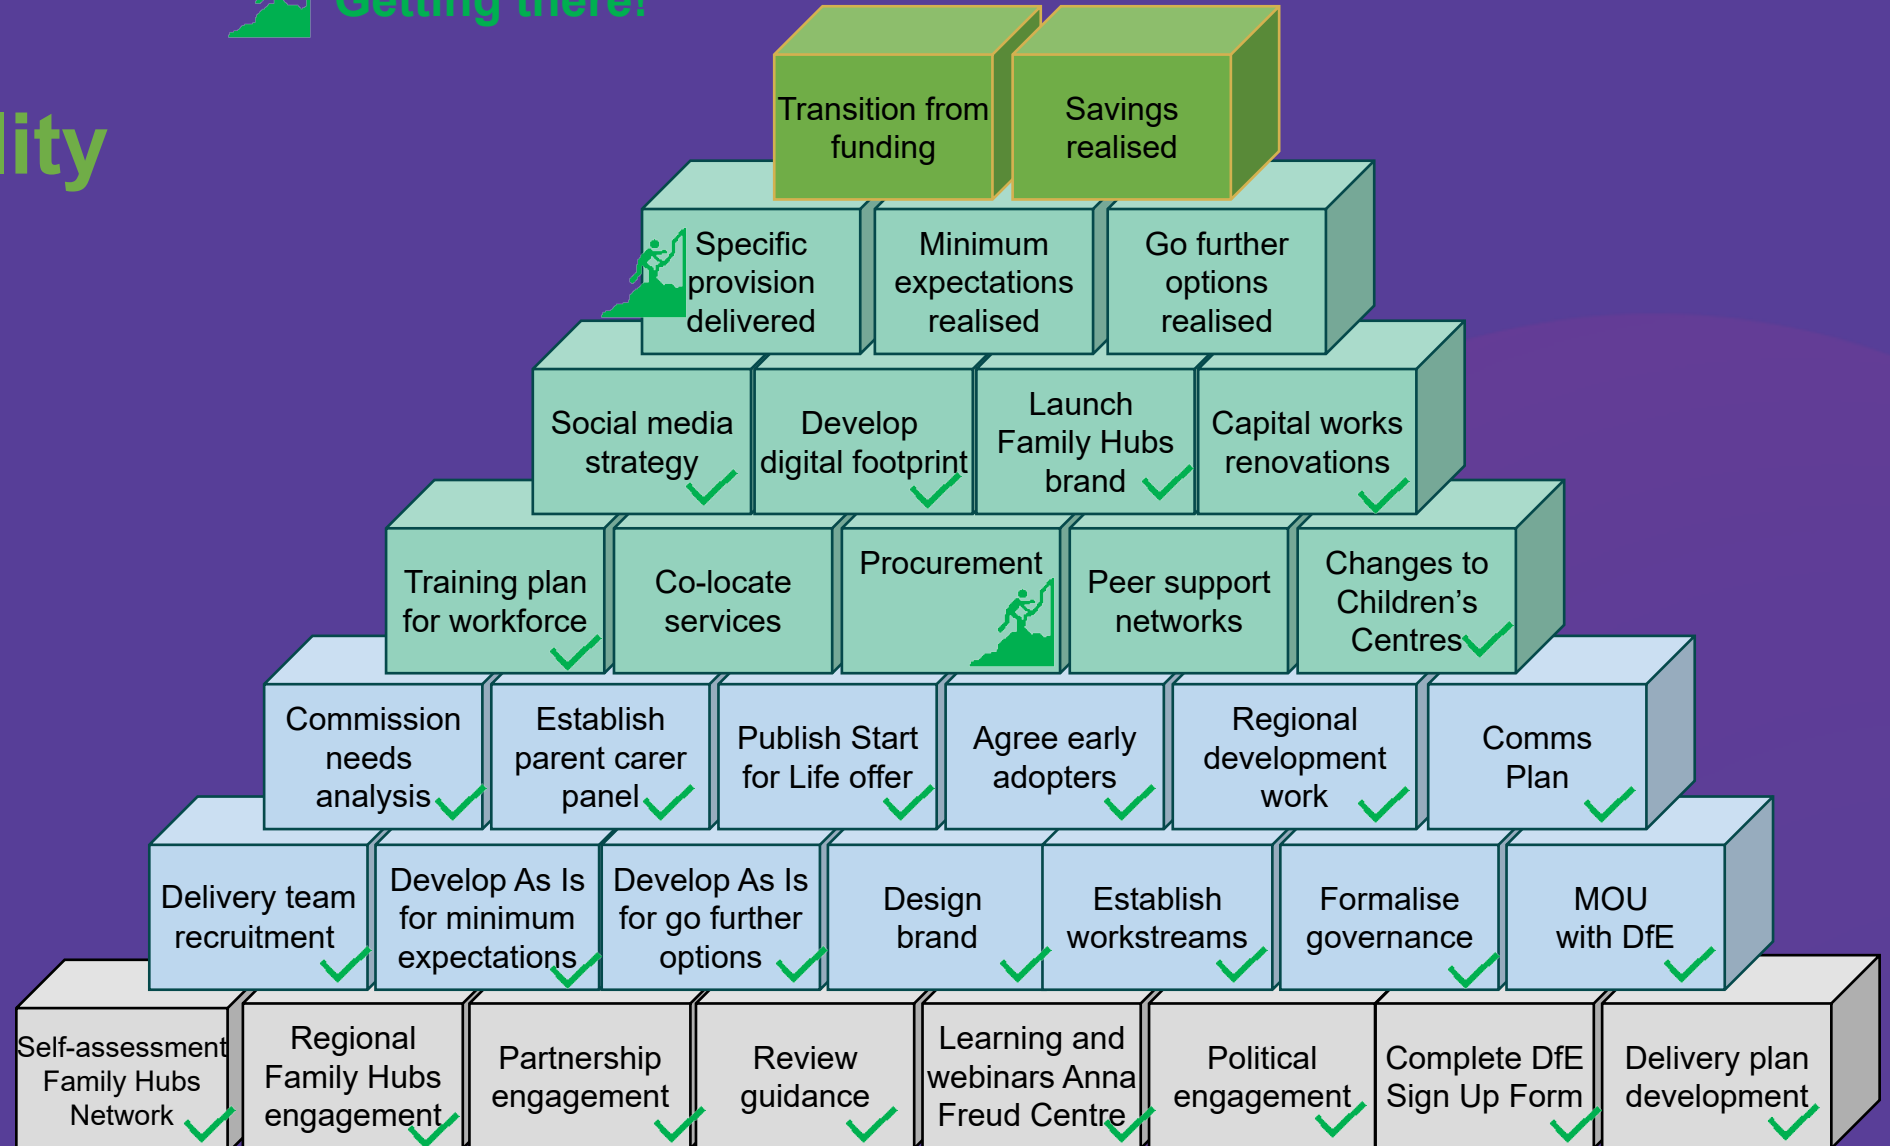 Getting there!
lity
Transition from
funding
Savings
realised
Specific
provision
delivered
Minimum
expectations
realised
Go further
options
realised
Social media
strategy
Develop
digital footprint
Launch
Family Hubs
brand
Capital works
renovations
Training plan
for workforce
Co-locate
services
Procurement
Peer support
networks
Changes to
Children’s
Centres
Commission
needs
analysis
Establish
parent carer
panel
Publish Start
for Life offer
Agree early
adopters
Regional
development
work
Comms
Plan
Delivery team
recruitment
Develop As Is
for minimum
expectations
Develop As Is
for go further
options
Design
brand
Establish
workstreams
Formalise
governance
MOU
with DfE
Self-assessment
Family Hubs
Network
Regional
Family Hubs
engagement
Partnership
engagement
Review
guidance
Learning and
webinars Anna
Freud Centre
Political
engagement
Complete DfE
Sign Up Form
Delivery plan
development